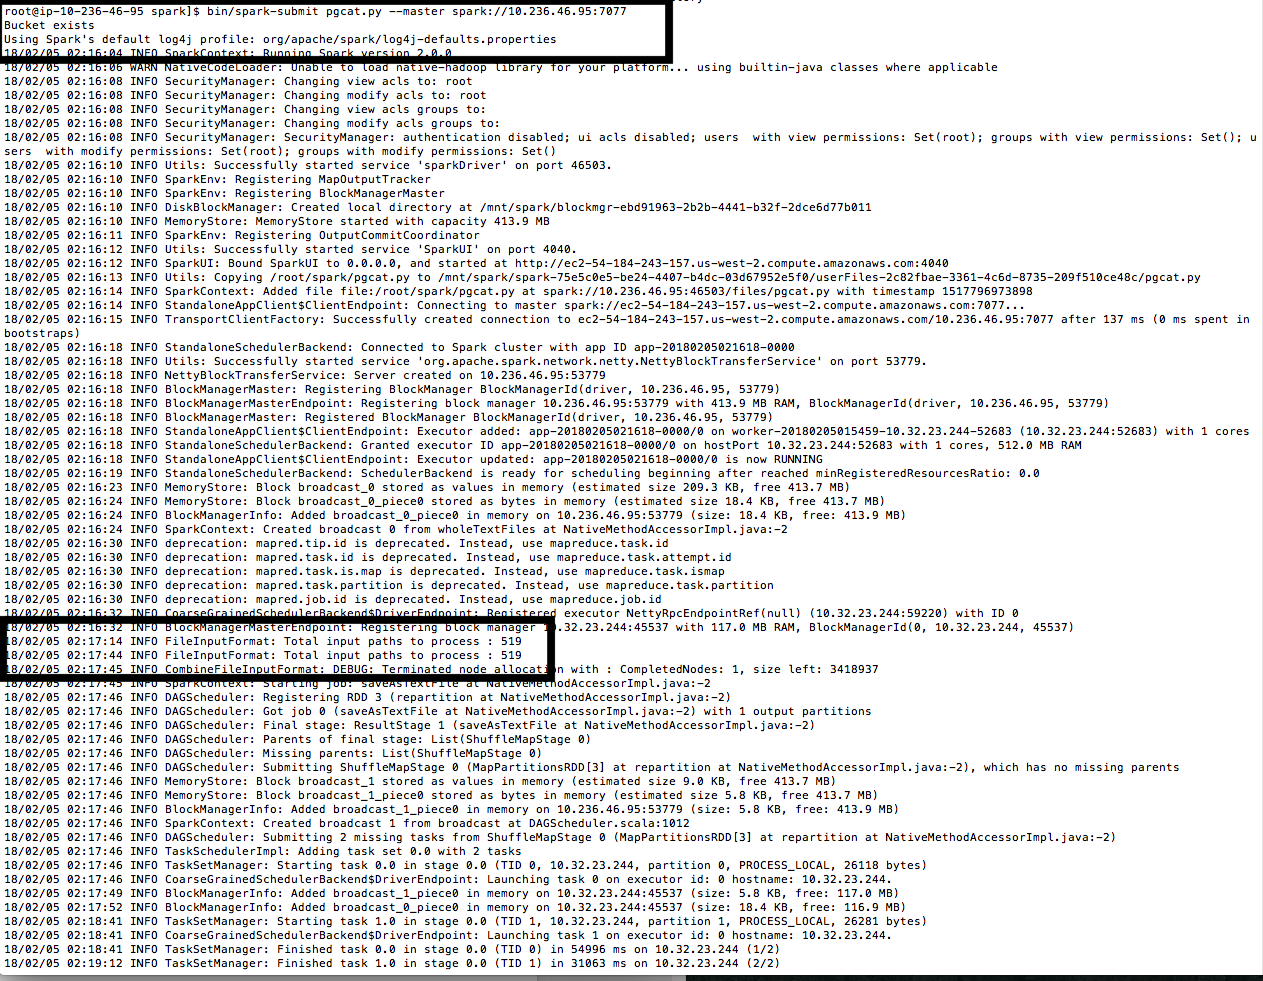 root@ip-10-236-46-95 spark]$ bin/spark-submit pgcat.py --master spark://10.236.46.95:7077
Bucket exists
Using Spark's default log4j profile: org/apache/spark/log4j-defaults.properties
18/02/05 02:16:04 INFO SparkContext: Running Spark version 2.0.0
18/02/05 02:16:06 WARN NativeCodeLoader: Unable to load native-hadoop library for your platform... using builtin-java classes where applicable
18/02/05 02:16:08 INFO SecurityManager: Changing view acls to: root
18/02/05 02:16:08 INFO SecurityManager: Changing modify acls to: root
18/02/05 02:16:08 INFO SecurityManager: Changing view acls groups to:
18/02/05 02:16:08 INFO SecurityManager: Changing modify acls groups to:
18/02/05 02:16:08 INFO SecurityManager: SecurityManager: authentication disabled; ui acls disabled; users  with view permissions: Set(root); groups with view permissions: Set(); u
sers  with modify permissions: Set(root); groups with modify permissions: Set()
18/02/05 02:16:10 INFO Utils: Successfully started service 'sparkDriver' on port 46503.
18/02/05 02:16:10 INFO SparkEnv: Registering MapOutputTracker
18/02/05 02:16:10 INFO SparkEnv: Registering BlockManagerMaster
18/02/05 02:16:10 INFO DiskBlockManager: Created local directory at /mnt/spark/blockmgr-ebd91963-2b2b-4441-b32f-2dce6d77b011
18/02/05 02:16:10 INFO MemoryStore: MemoryStore started with capacity 413.9 MB
18/02/05 02:16:11 INFO SparkEnv: Registering OutputCommitCoordinator
18/02/05 02:16:12 INFO Utils: Successfully started service 'SparkUI' on port 4040.
18/02/05 02:16:12 INFO SparkUI: Bound SparkUI to 0.0.0.0, and started at http://ec2-54-184-243-157.us-west-2.compute.amazonaws.com:4040
18/02/05 02:16:13 INFO Utils: Copying /root/spark/pgcat.py to /mnt/spark/spark-75e5c0e5-be24-4407-b4dc-03d67952e5f0/userFiles-2c82fbae-3361-4c6d-8735-209f510ce48c/pgcat.py
18/02/05 02:16:14 INFO SparkContext: Added file file:/root/spark/pgcat.py at spark://10.236.46.95:46503/files/pgcat.py with timestamp 1517796973898
18/02/05 02:16:14 INFO StandaloneAppClient$ClientEndpoint: Connecting to master spark://ec2-54-184-243-157.us-west-2.compute.amazonaws.com:7077...
18/02/05 02:16:15 INFO TransportClientFactory: Successfully created connection to ec2-54-184-243-157.us-west-2.compute.amazonaws.com/10.236.46.95:7077 after 137 ms (0 ms spent in
bootstraps)
18/02/05 02:16:18 INFO StandaloneSchedulerBackend: Connected to Spark cluster with app ID app-20180205021618-0000
18/02/05 02:16:18 INFO Utils: Successfully started service 'org.apache.spark.network.netty.NettyBlockTransferService' on port 53779.
18/02/05 02:16:18 INFO NettyBlockTransferService: Server created on 10.236.46.95:53779
18/02/05 02:16:18 INFO BlockManagerMaster: Registering BlockManager BlockManagerId(driver, 10.236.46.95, 53779)
18/02/05 02:16:18 INFO BlockManagerMasterEndpoint: Registering block manager 10.236.46.95:53779 with 413.9 MB RAM, BlockManagerId(driver, 10.236.46.95, 53779)
18/02/05 02:16:18 INFO BlockManagerMaster: Registered BlockManager BlockManagerId(driver, 10.236.46.95, 53779)
18/02/05 02:16:18 INFO StandaloneAppClient$ClientEndpoint: Executor added: app-20180205021618-0000/0 on worker-20180205015459-10.32.23.244-52683 (10.32.23.244:52683) with 1 cores
18/02/05 02:16:18 INFO StandaloneSchedulerBackend: Granted executor ID app-20180205021618-0000/0 on hostPort 10.32.23.244:52683 with 1 cores, 512.0 MB RAM
18/02/05 02:16:18 INFO StandaloneAppClient$ClientEndpoint: Executor updated: app-20180205021618-0000/0 is now RUNNING
18/02/05 02:16:19 INFO StandaloneSchedulerBackend: SchedulerBackend is ready for scheduling beginning after reached minRegisteredResourcesRatio: 0.0
18/02/05 02:16:23 INFO MemoryStore: Block broadcast_0 stored as values in memory (estimated size 209.3 KB, free 413.7 MB)
18/02/05 02:16:24 INFO MemoryStore: Block broadcast_0_piece0 stored as bytes in memory (estimated size 18.4 KB, free 413.7 MB)
18/02/05 02:16:24 INFO BlockManagerInfo: Added broadcast_0_piece0 in memory on 10.236.46.95:53779 (size: 18.4 KB, free: 413.9 MB)
18/02/05 02:16:24 INFO SparkContext: Created broadcast 0 from wholeTextFiles at NativeMethodAccessorImpl.java:-2
18/02/05 02:16:30 INFO deprecation: mapred.tip.id is deprecated. Instead, use mapreduce.task.id
18/02/05 02:16:30 INFO deprecation: mapred.task.id is deprecated. Instead, use mapreduce.task.attempt.id
18/02/05 02:16:30 INFO deprecation: mapred.task.is.map is deprecated. Instead, use mapreduce.task.ismap
18/02/05 02:16:30 INFO deprecation: mapred.task.partition is deprecated. Instead, use mapreduce.task.partition
18/02/05 02:16:30 INFO deprecation: mapred.job.id is deprecated. Instead, use mapreduce.job.id
18/02/05 02:16:32 INFO CoarseGrainedSchedulerBackend$DriverEndpoint: Registered executor NettyRpcEndpointRef(null) (10.32.23.244:59220) with ID 0
18/02/05 02:16:32 INFO BlockManagerMasterEndpoint: Registering block manager 10.32.23.244:45537 with 117.0 MB RAM, BlockManagerId(0, 10.32.23.244, 45537)
18/02/05 02:17:14 INFO FileInputFormat: Total input paths to process : 519
18/02/05 02:17:44 INFO FileInputFormat: Total input paths to process : 519
18/02/05 02:17:45 INFO CombineFileInputFormat: DEBUG: Terminated node allocation with : CompletedNodes: 1, size left: 3418937
18/02/05 02:17:45 INFO SparkContext: Starting job: saveAsTextFile at NativeMethodAccessorImpl.java:-2
18/02/05 02:17:46 INFO DAGScheduler: Registering RDD 3 (repartition at NativeMethodAccessorImpl.java:-2)
18/02/05 02:17:46 INFO DAGScheduler: Got job 0 (saveAsTextFile at NativeMethodAccessorImpl.java:-2) with 1 output partitions
18/02/05 02:17:46 INFO DAGScheduler: Final stage: ResultStage 1 (saveAsTextFile at NativeMethodAccessorImpl.java:-2)
18/02/05 02:17:46 INFO DAGScheduler: Parents of final stage: List(ShuffleMapStage 0)
18/02/05 02:17:46 INFO DAGScheduler: Missing parents: List(ShuffleMapStage 0)
18/02/05 02:17:46 INFO DAGScheduler: Submitting ShuffleMapStage 0 (MapPartitionsRDD[3] at repartition at NativeMethodAccessorImpl.java:-2), which has no missing parents
18/02/05 02:17:46 INFO MemoryStore: Block broadcast_1 stored as values in memory (estimated size 9.0 KB, free 413.7 MB)
18/02/05 02:17:46 INFO MemoryStore: Block broadcast_1_piece0 stored as bytes in memory (estimated size 5.8 KB, free 413.7 MB)
18/02/05 02:17:46 INFO BlockManagerInfo: Added broadcast_1_piece0 in memory on 10.236.46.95:53779 (size: 5.8 KB, free: 413.9 MB)
18/02/05 02:17:46 INFO SparkContext: Created broadcast 1 from broadcast at DAGScheduler.scala:1012
18/02/05 02:17:46 INFO DAGScheduler: Submitting 2 missing tasks from ShuffleMapStage 0 (MapPartitionsRDD[3] at repartition at NativeMethodAccessorImpl.java:-2)
18/02/05 02:17:46 INFO TaskSchedulerImpl: Adding task set 0.0 with 2 tasks
18/02/05 02:17:46 INFO TaskSetManager: Starting task 0.0 in stage 0.0 (TID 0, 10.32.23.244, partition 0, PROCESS_LOCAL, 26118 bytes)
18/02/05 02:17:46 INFO CoarseGrainedSchedulerBackend$DriverEndpoint: Launching task 0 on executor id: 0 hostname: 10.32.23.244.
18/02/05 02:17:49 INFO BlockManagerInfo: Added broadcast_1_piece0 in memory on 10.32.23.244:45537 (size: 5.8 KB, free: 117.0 MB)
18/02/05 02:17:52 INFO BlockManagerInfo: Added broadcast_0_piece0 in memory on 10.32.23.244:45537 (size: 18.4 KB, free: 116.9 MB)
18/02/05 02:18:41 INFO TaskSetManager: Starting task 1.0 in stage 0.0 (TID 1, 10.32.23.244, partition 1, PROCESS_LOCAL, 26281 bytes)
18/02/05 02:18:41 INFO CoarseGrainedSchedulerBackend$DriverEndpoint: Launching task 1 on executor id: 0 hostname: 10.32.23.244.
18/02/05 02:18:41 INFO TaskSetManager: Finished task 0.0 in stage 0.0 (TID 0) in 54996 ms on 10.32.23.244 (1/2)
18/02/05 02:19:12 INFO TaskSetManager: Finished task 1.0 in stage 0.0 (TID 1) in 31063 ms on 10.32.23.244 (2/2)